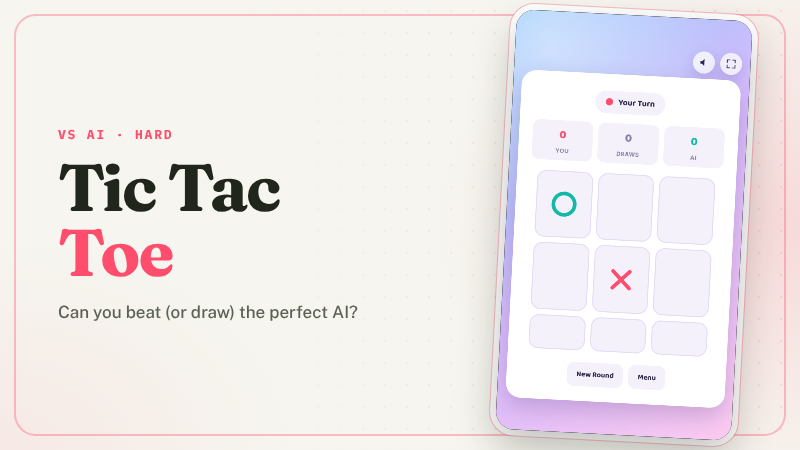 VS AI · HARD
Tic Tac
Toe
Can you beat (or draw) the perfect AI?
Your Turn
0
0
0
YOU
DRAWS
AI
New Round
Menu